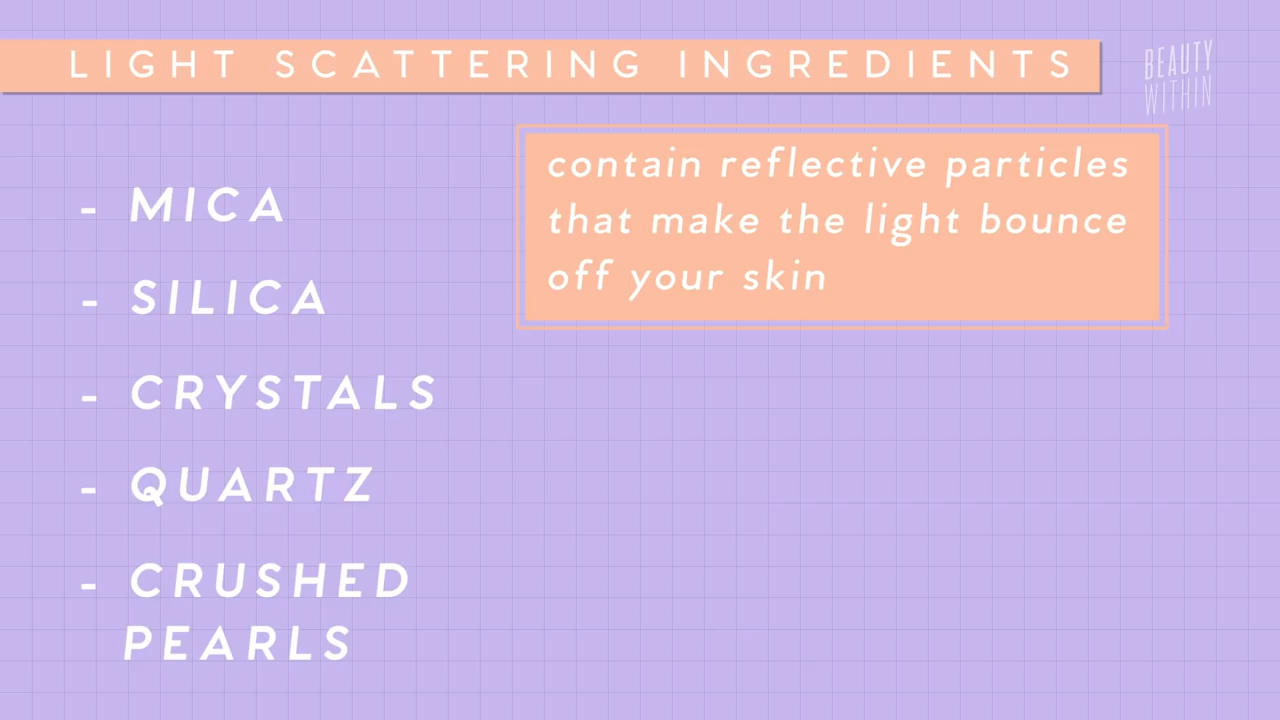 LIGHT SCATTERING INGREDIENTS
BEAUTY
WITHIN
contain reflective particles
that make the light bounce
off your skin
- MICA
- SILICA
- CRYSTALS
- QUARTZ
- CRUSHED
PEARLS